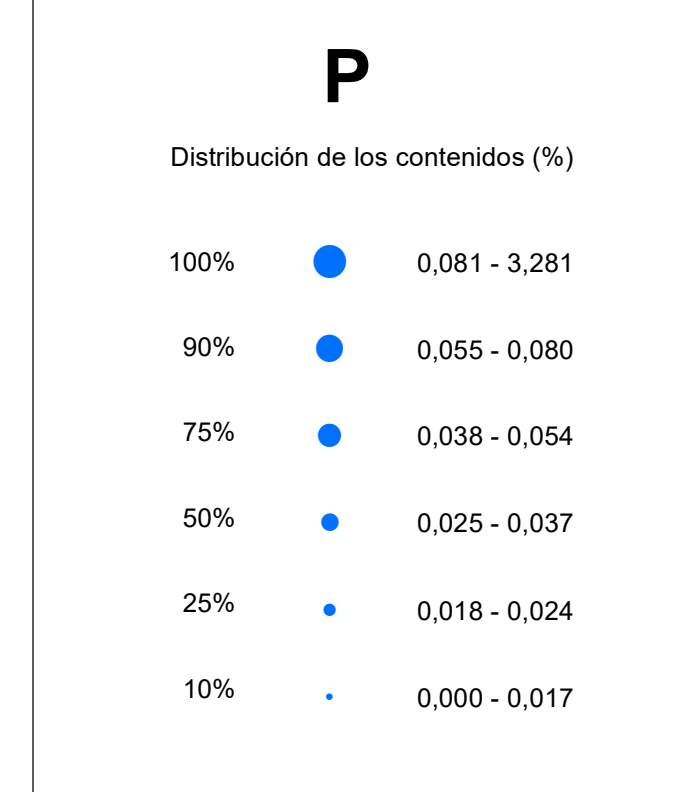 P
Distribución de los contenidos (%)
100% 0,081 - 3,281
90% 0,055 - 0,080
75% 0,038 - 0,054
50% 0,025 - 0,037
25% 0,018 - 0,024
10% 0,000 - 0,017